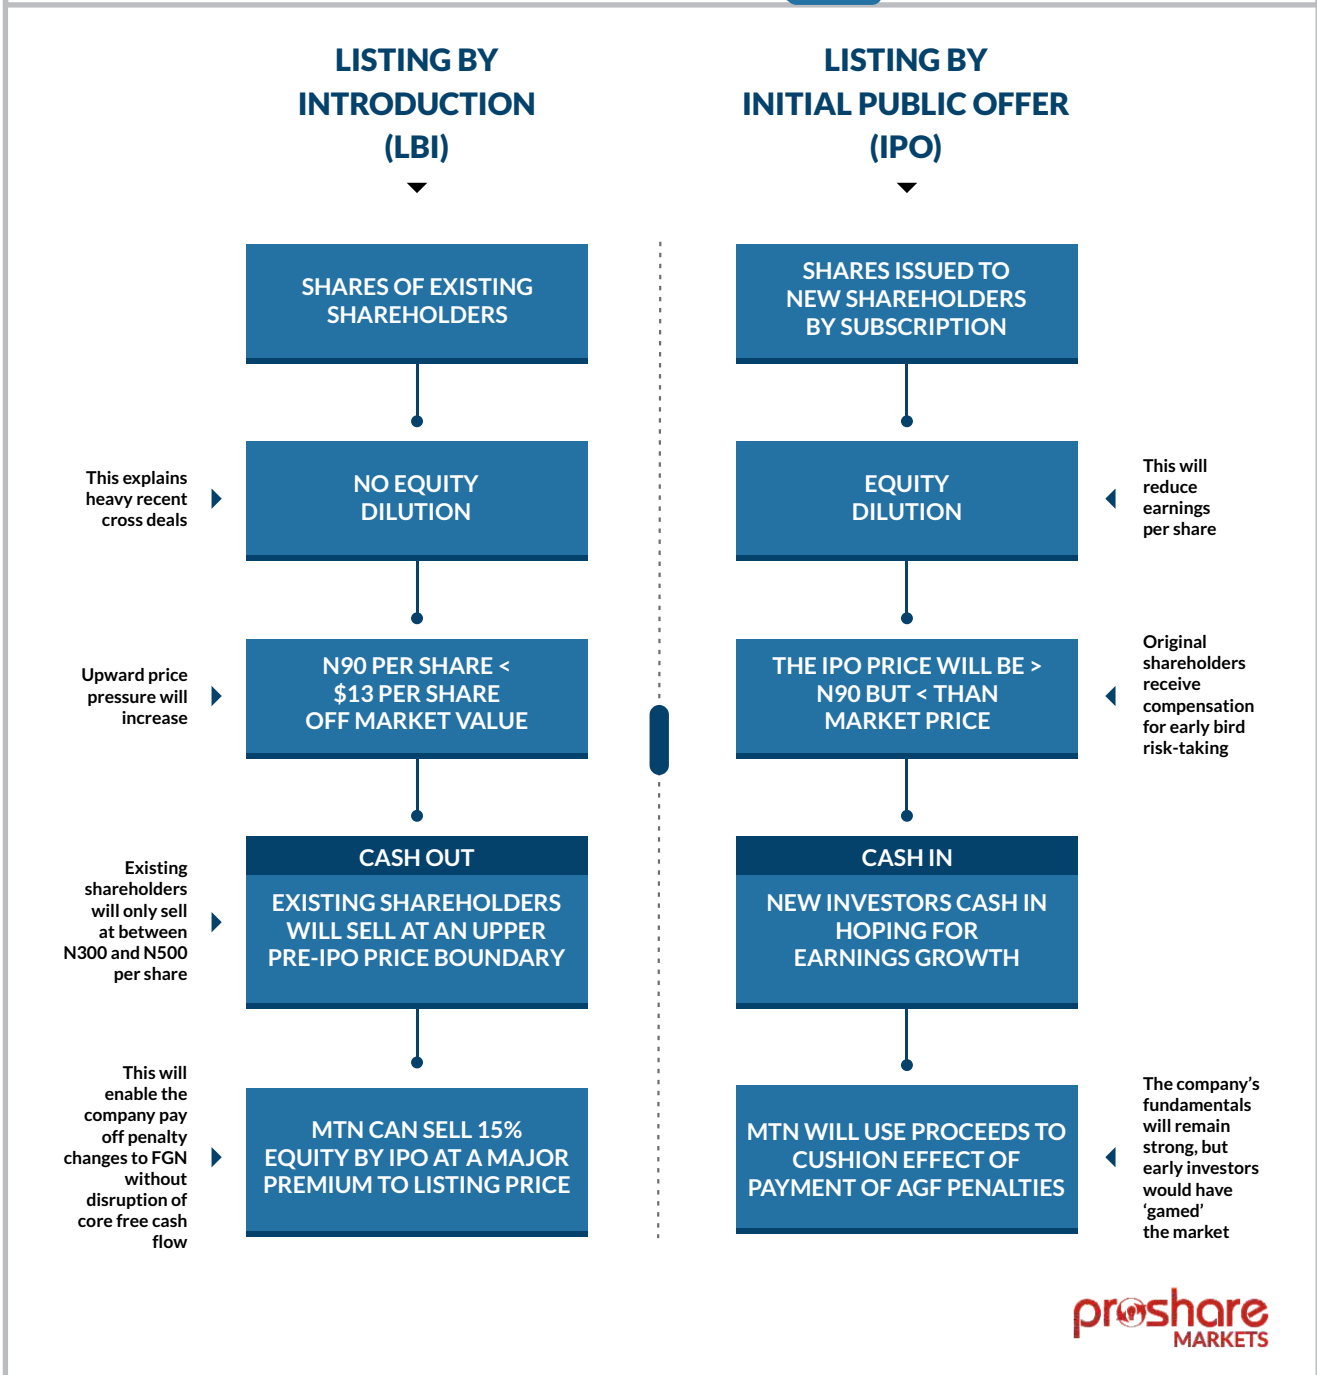 LISTING BY
INTRODUCTION
(LBI)
SHARES OF EXISTING
SHAREHOLDERS
This explains
heavy recent
cross deals
NO EQUITY
DILUTION
Upward price
pressure will
increase
N90 PER SHARE <
$13 PER SHARE
OFF MARKET VALUE
Existing
shareholders
will only sell
at between
N300 and N500
per share
CASH OUT
EXISTING SHAREHOLDERS
WILL SELL AT AN UPPER
PRE-IPO PRICE BOUNDARY
This will
enable the
company pay
off penalty
changes to FGN
without
disruption of
core free cash
flow
MTN CAN SELL 15%
EQUITY BY IPO AT A MAJOR
PREMIUM TO LISTING PRICE
LISTING BY
INITIAL PUBLIC OFFER
(IPO)
SHARES ISSUED TO
NEW SHAREHOLDERS
BY SUBSCRIPTION
EQUITY
DILUTION
This will
reduce
earnings
per share
THE IPO PRICE WILL BE >
N90 BUT < THAN
MARKET PRICE
Original
shareholders
receive
compensation
for early bird
risk-taking
CASH IN
NEW INVESTORS CASH IN
HOPING FOR
EARNINGS GROWTH
MTN WILL USE PROCEEDS TO
CUSHION EFFECT OF
PAYMENT OF AGF PENALTIES
The company’s
fundamentals
will remain
strong, but
early investors
would have
‘gamed’
the market
proshare
MARKETS